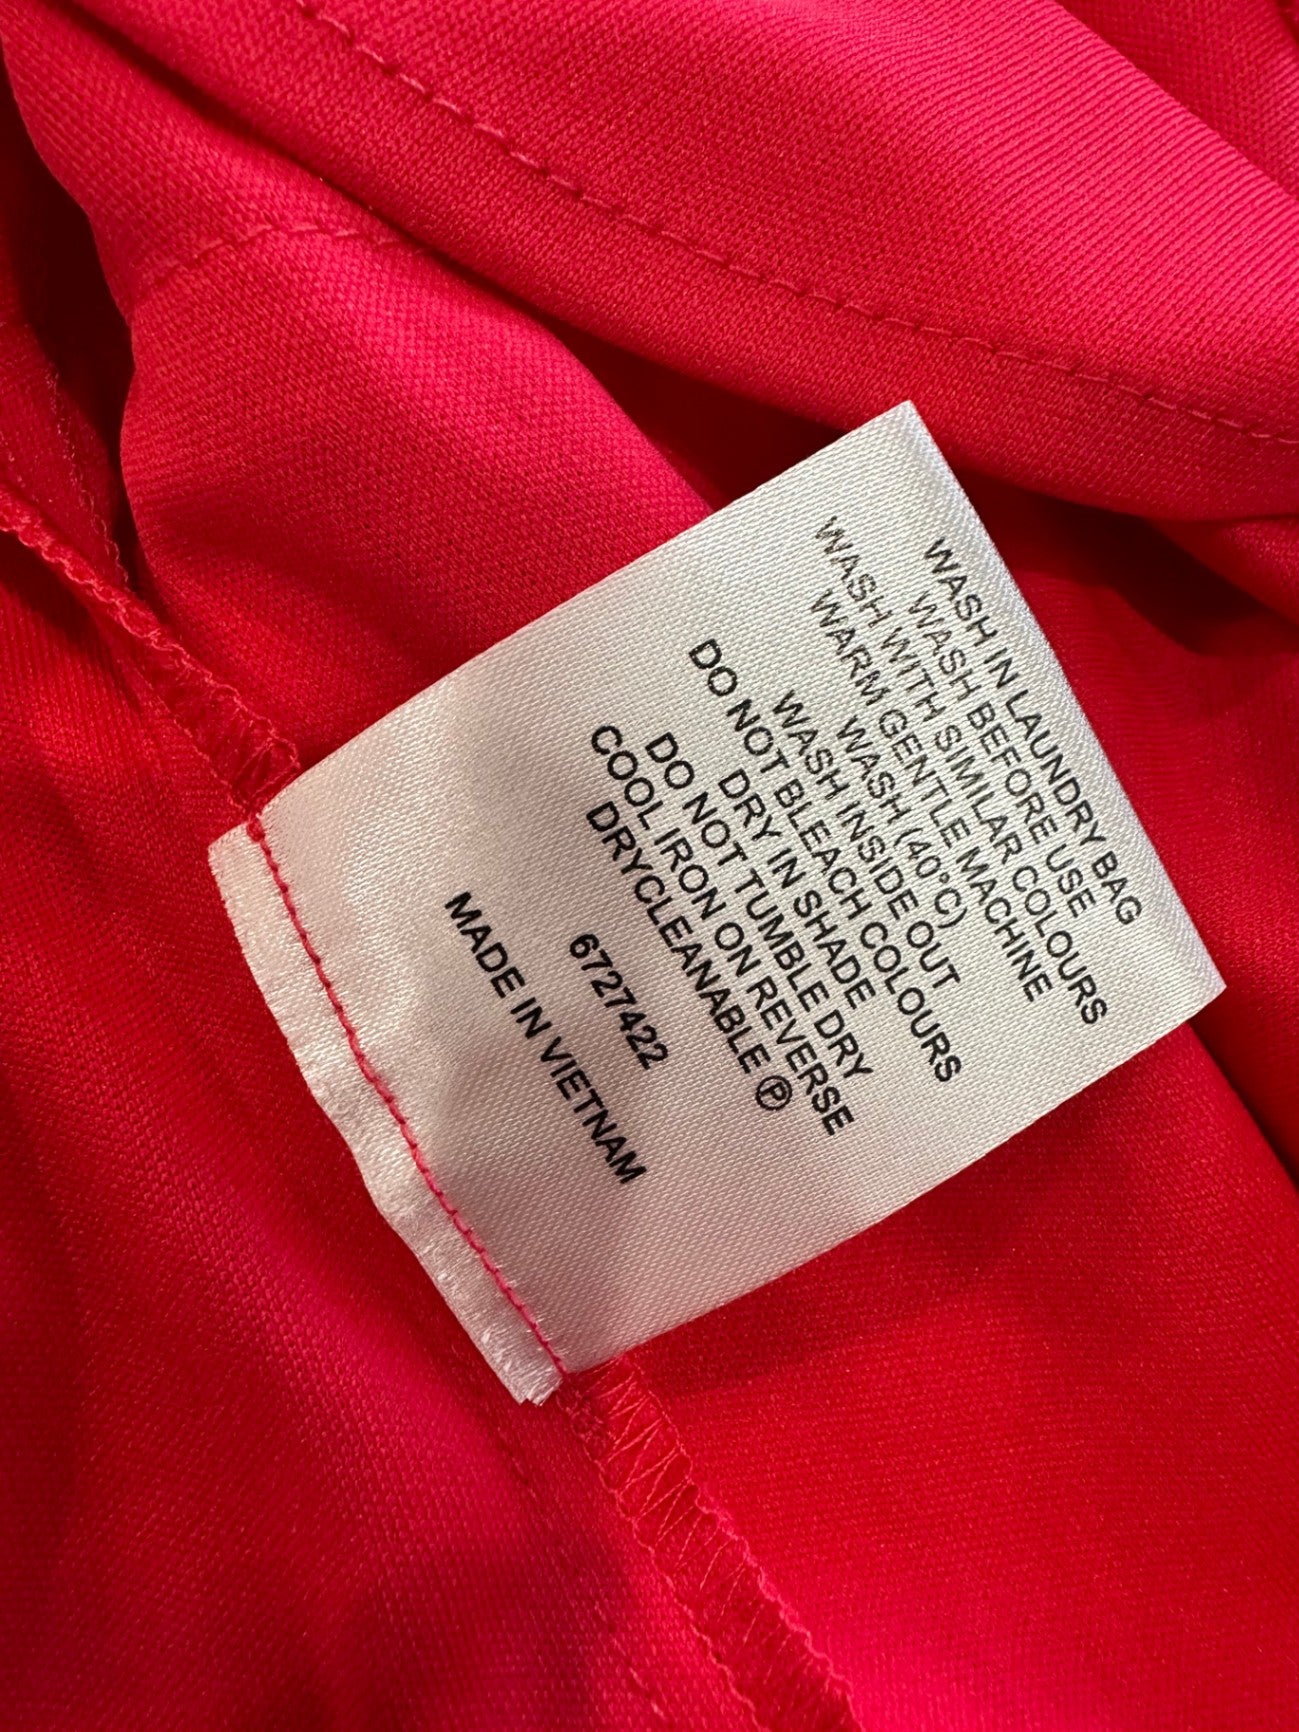 WASH IN LAUNDRY BAG
WASH BEFORE USE
WASH WITH SIMILAR COLOURS
WARM GENTLE MACHINE
WASH (40°C)
WASH INSIDE OUT
DO NOT BLEACH COLOURS
DRY IN SHADE
DO NOT TUMBLE DRY
COOL IRON ON REVERSE
DRYCLEANABLE Ⓟ
6727422
MADE IN VIETNAM